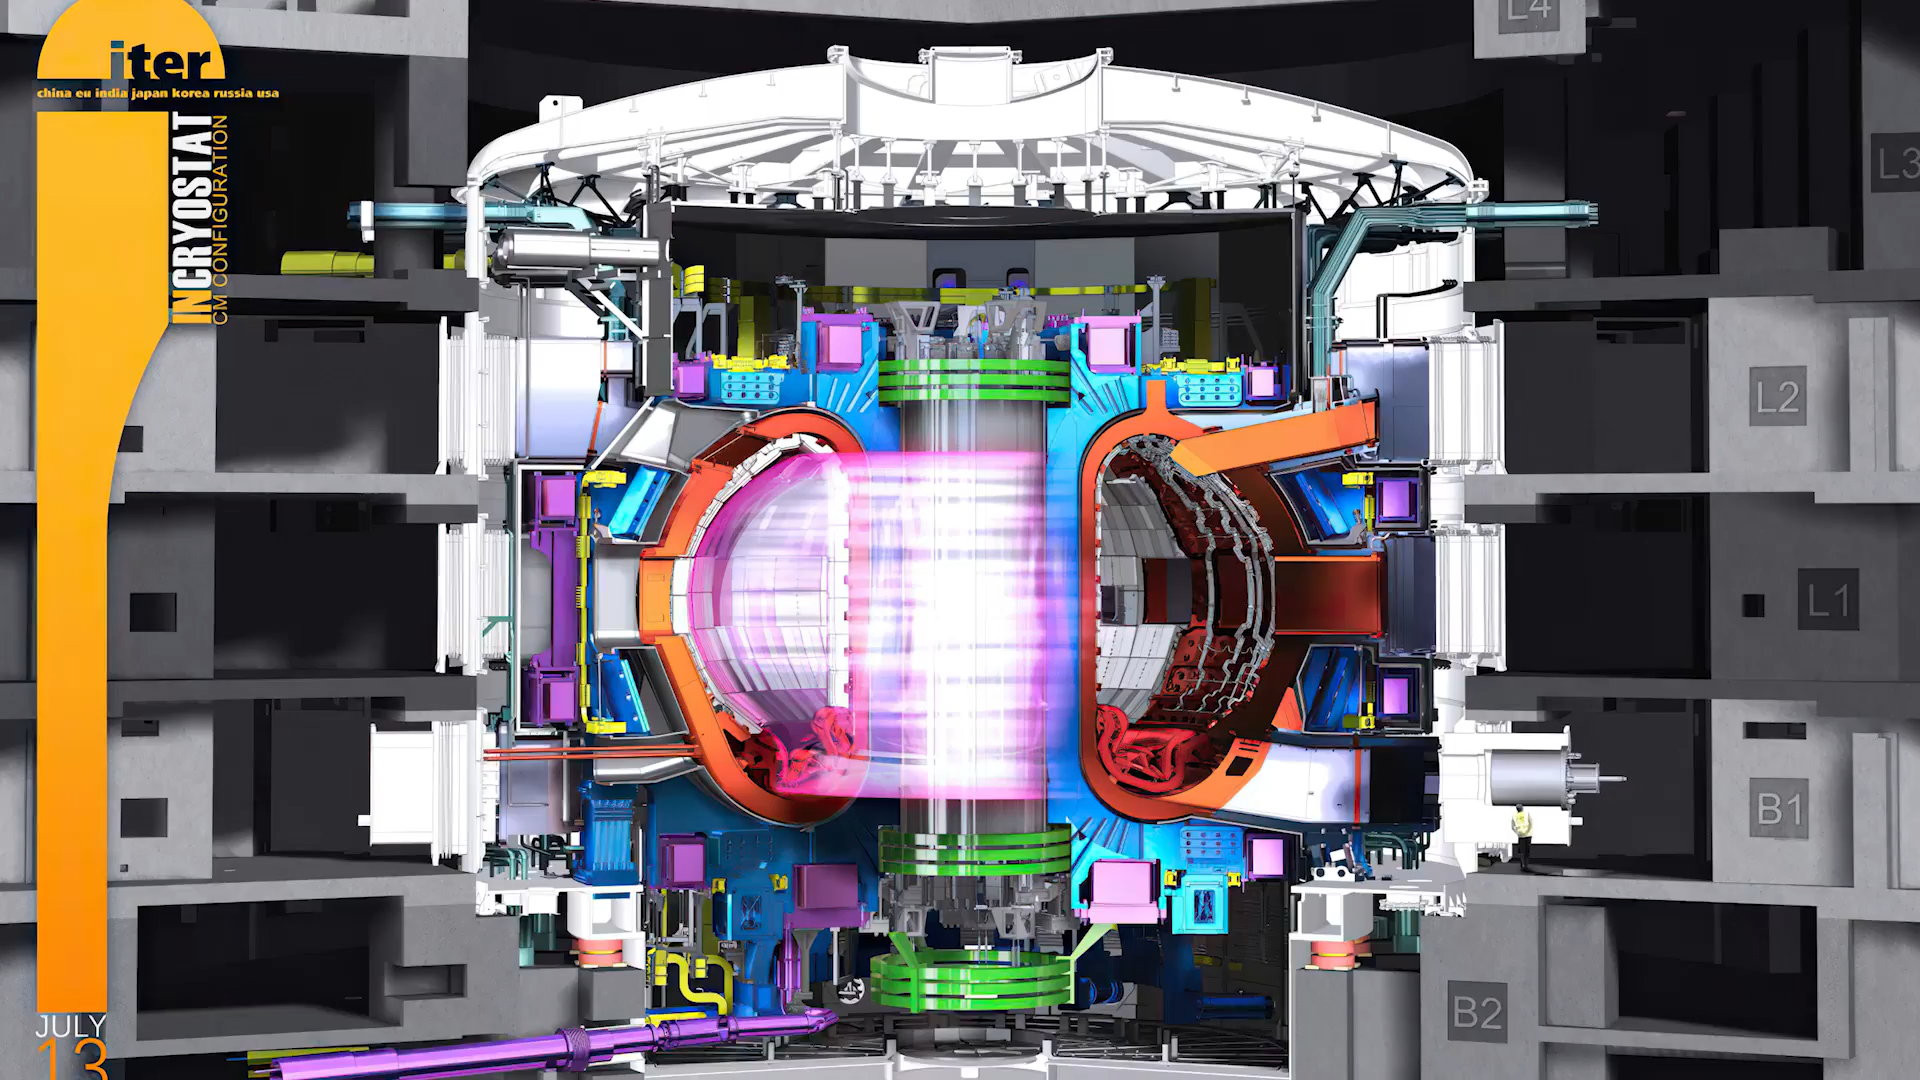 iter
china eu india japan korea russia usa
INCRYOSTAT
CM CONFIGURATION
L4
L3
L2
L1
B1
B2
JULY
13